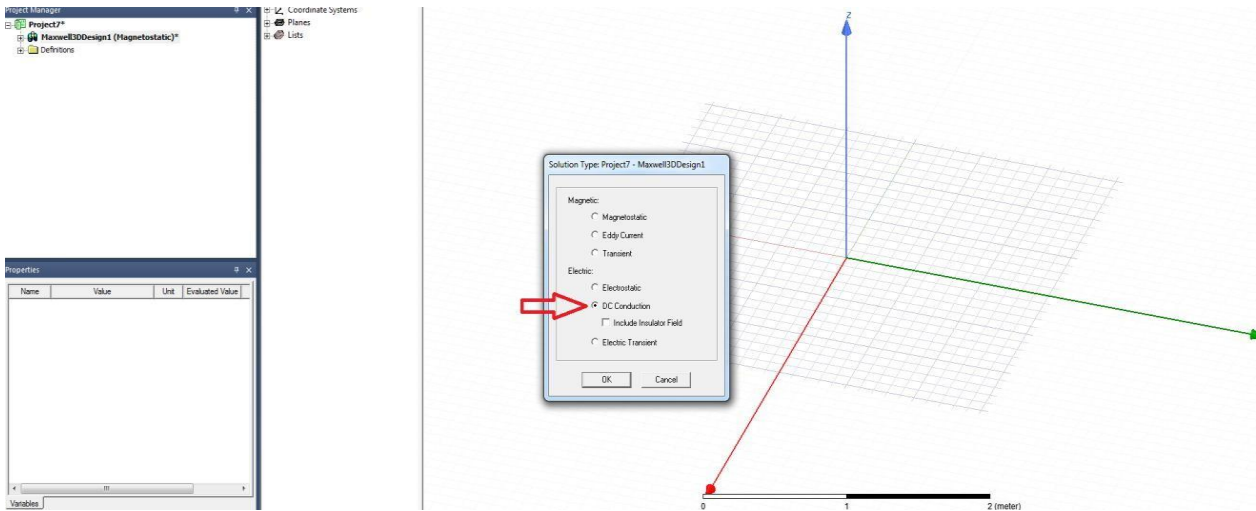 Project Manager
Project7*
Maxwell3DDesign1 (Magnetostatic)*
Definitions
Coordinate Systems
Planes
Lists
Properties
Name Value Unit Evaluated Value
Variables
Solution Type: Project7 - Maxwell3DDesign1
Magnetic:
Magnetostatic
Eddy Current
Transient
Electric:
Electrostatic
DC Conduction
Include Insulator Field
Electric Transient
OK Cancel
Z
0 1 2 (meter)